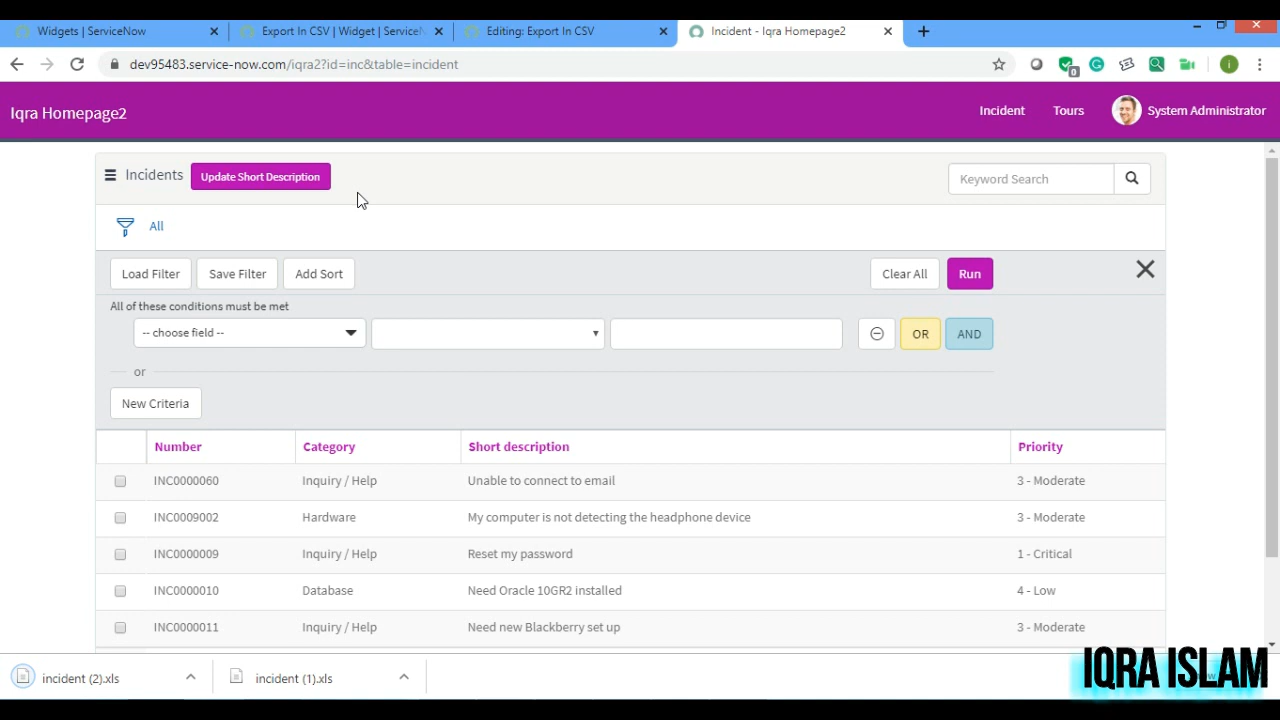 Widgets | ServiceNow
Export In CSV | Widget | ServiceN
Editing: Export In CSV
Incident - Iqra Homepage2
dev95483.service-now.com/iqra2?id=inc&table=incident
0
i
Iqra Homepage2
Incident
Tours
System Administrator
Incidents
Update Short Description
Keyword Search
All
Load Filter
Save Filter
Add Sort
Clear All
Run
All of these conditions must be met
-- choose field --
OR
AND
or
New Criteria
Number Category Short description Priority
INC0000060 Inquiry / Help Unable to connect to email 3 - Moderate
INC0009002 Hardware My computer is not detecting the headphone device 3 - Moderate
INC0000009 Inquiry / Help Reset my password 1 - Critical
INC0000010 Database Need Oracle 10GR2 installed 4 - Low
INC0000011 Inquiry / Help Need new Blackberry set up 3 - Moderate
incident (2).xls
incident (1).xls
IQRA ISLAM